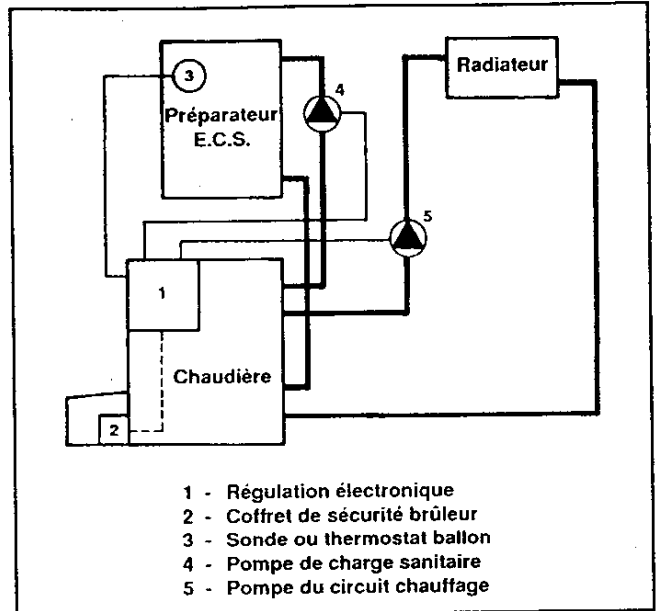 3
Préparateur
E.C.S.
4
Radiateur
5
1
Chaudière
2
1 - Régulation électronique
2 - Coffret de sécurité brûleur
3 - Sonde ou thermostat ballon
4 - Pompe de charge sanitaire
5 - Pompe du circuit chauffage